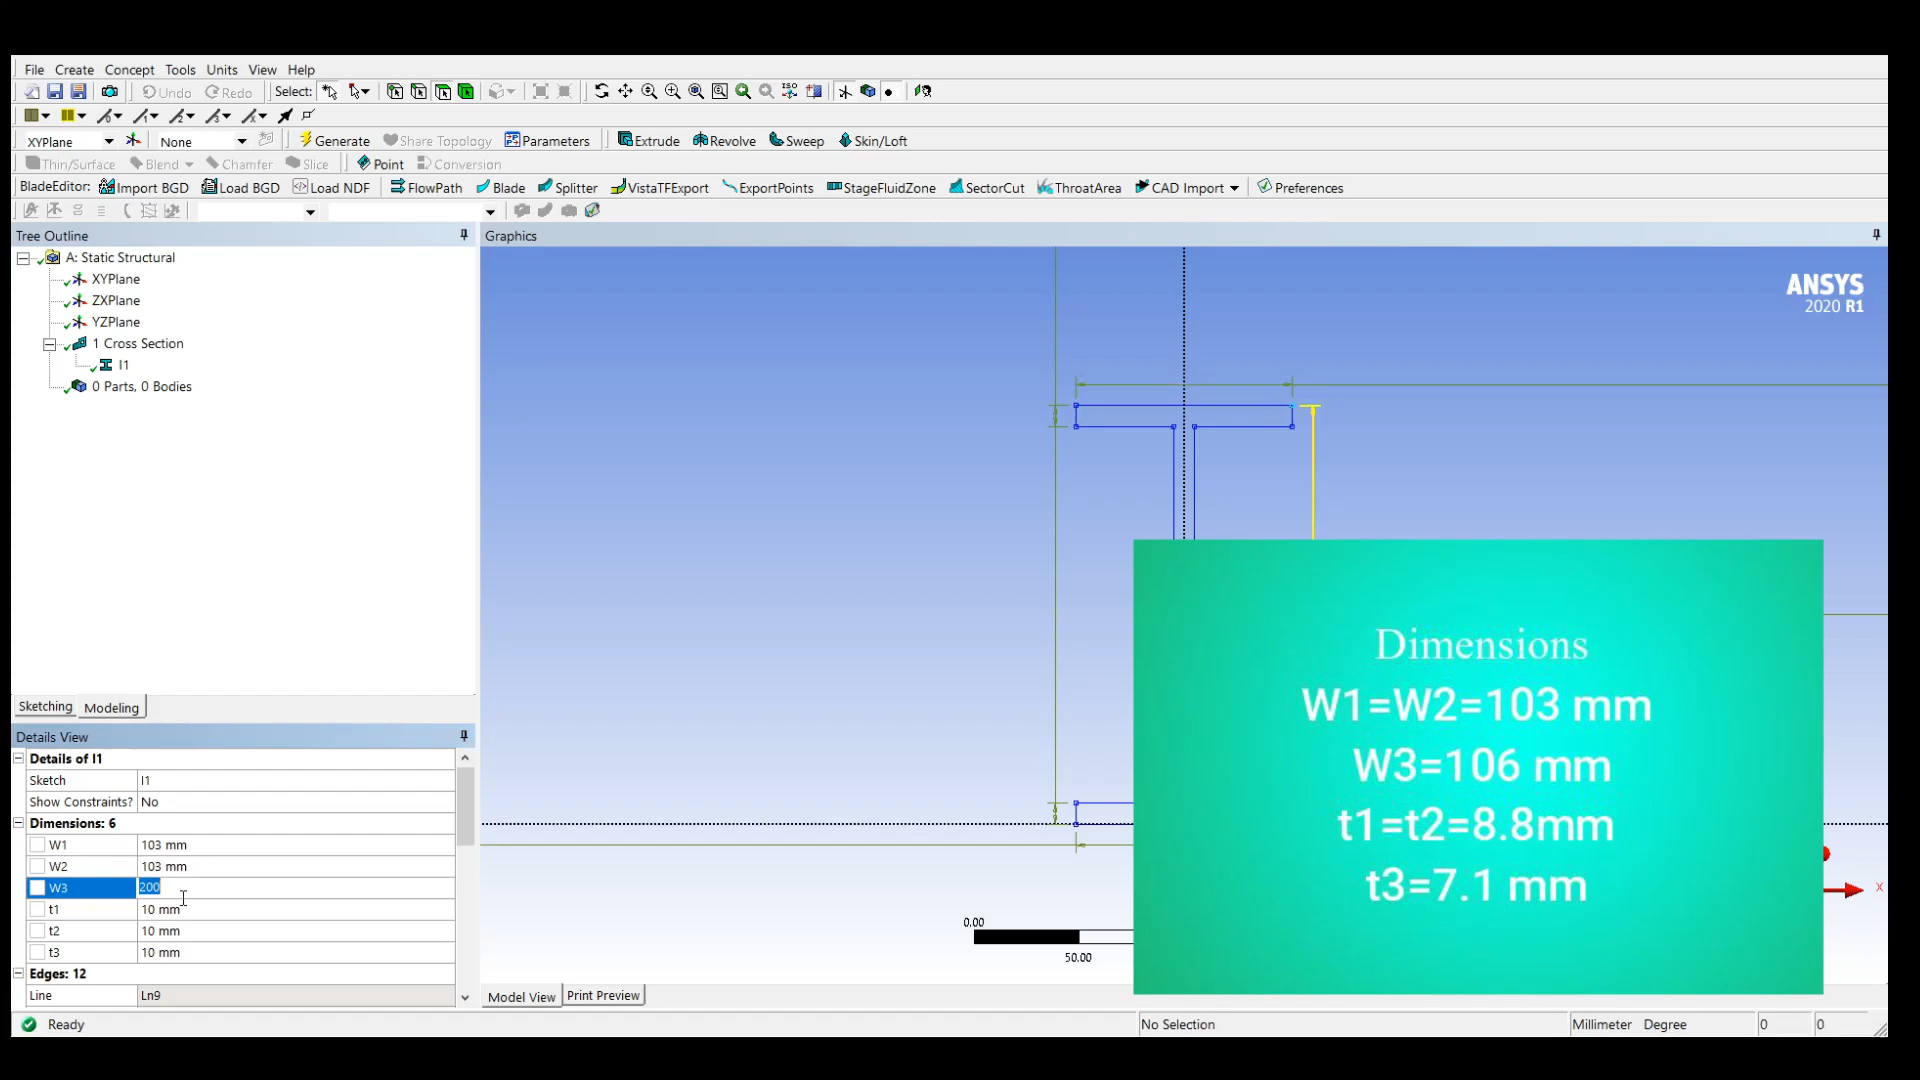 File Create Concept Tools Units View Help
Undo Redo Select: ISO
XYPlane None Generate Share Topology Parameters Extrude Revolve Sweep Skin/Loft
Thin/Surface Blend Chamfer Slice Point Conversion
BladeEditor: Import BGD Load BGD Load NDF FlowPath Blade Splitter VistaTFExport ExportPoints StageFluidZone SectorCut ThroatArea CAD Import Preferences
Tree Outline
A: Static Structural
XYPlane
ZXPlane
YZPlane
1 Cross Section
I1
0 Parts, 0 Bodies
Sketching Modeling
Details View
Details of I1
Sketch I1
Show Constraints? No
Dimensions: 6
W1 103 mm
W2 103 mm
W3 200
t1 10 mm
t2 10 mm
t3 10 mm
Edges: 12
Line Ln9
Graphics
ANSYS
2020 R1
Dimensions
W1=W2=103 mm
W3=106 mm
t1=t2=8.8mm
t3=7.1 mm
X
0.00
50.00
Model View Print Preview
Ready No Selection Millimeter Degree 0 0